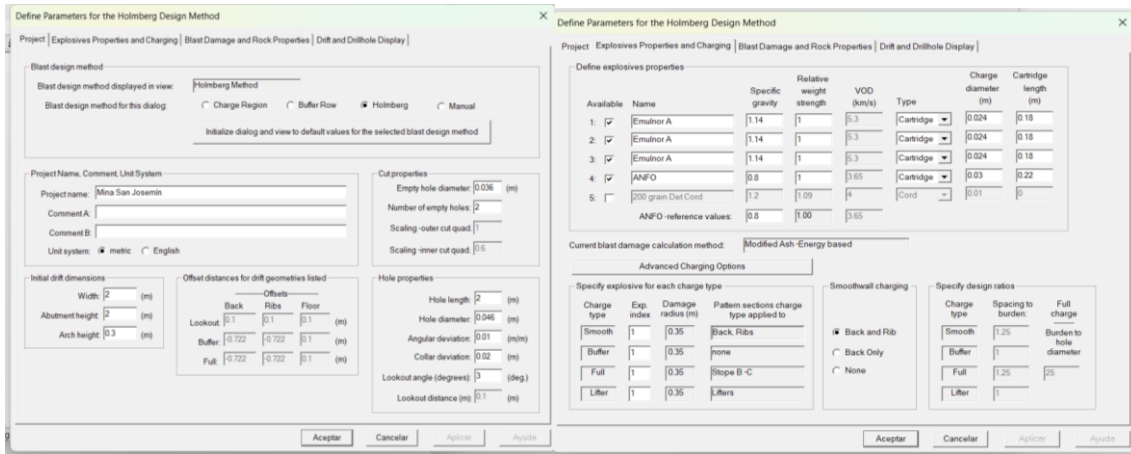 Define Parameters for the Holmberg Design Method
Project Explosives Properties and Charging Blast Damage and Rock Properties Drift and Drillhole Display
Blast design method
Blast design method displayed in view: Holmberg Method
Blast design method for this dialog: Charge Region Buffer Row Holmberg Manual
Initialize dialog and view to default values for the selected blast design method
Project Name, Comment, Unit System
Project name: Mina San Josemin
Comment A:
Comment B:
Unit system: metric English
Cut properties
Empty hole diameter: 0.036 (m)
Number of empty holes: 2
Scaling -outer cut quad. 1
Scaling -inner cut quad. 0.6
Initial drift dimensions
Width: 2 (m)
Abutment height: 2 (m)
Arch height: 0.3 (m)
Offset distances for drift geometries listed
Offsets
Back Ribs Floor
Lookout: 0.1 0.1 0.1 (m)
Buffer: -0.722 -0.722 0.1 (m)
Full: -0.722 -0.722 0.1 (m)
Hole properties
Hole length: 2 (m)
Hole diameter: 0.046 (m)
Angular deviation: 0.01 (m/m)
Collar deviation: 0.02 (m)
Lookout angle (degrees): 3 (deg.)
Lookout distance (m): 0.1 (m)
Aceptar Cancelar Aplicar Ayuda
Define Parameters for the Holmberg Design Method
Project Explosives Properties and Charging Blast Damage and Rock Properties Drift and Drillhole Display
Define explosives properties
Available Name Specific gravity Relative weight strength VOD (km/s) Type Charge diameter (m) Cartridge length (m)
1: Emulnor A 1.14 1 5.3 Cartridge 0.024 0.18
2: Emulnor A 1.14 1 5.3 Cartridge 0.024 0.18
3: Emulnor A 1.14 1 5.3 Cartridge 0.024 0.18
4: ANFO 0.8 1 3.65 Cartridge 0.03 0.22
5: 200 grain Det Cord 1.2 1.09 4 Cord 0.01 0
ANFO -reference values: 0.8 1.00 3.65
Current blast damage calculation method: Modified Ash -Energy based
Advanced Charging Options
Specify explosive for each charge type
Charge type Exp. index Damage radius (m) Pattern sections charge type applied to
Smooth 1 0.35 Back, Ribs
Buffer 1 0.35 none
Full 1 0.35 Stope B -C
Lifter 1 0.35 Lifters
Smoothwall charging
Back and Rib
Back Only
None
Specify design ratios
Charge type Spacing to burden: Full charge
Burden to hole diameter
Smooth 1.25
Buffer 1
Full 1.25 25
Lifter 1
Aceptar Cancelar Aplicar Ayuda